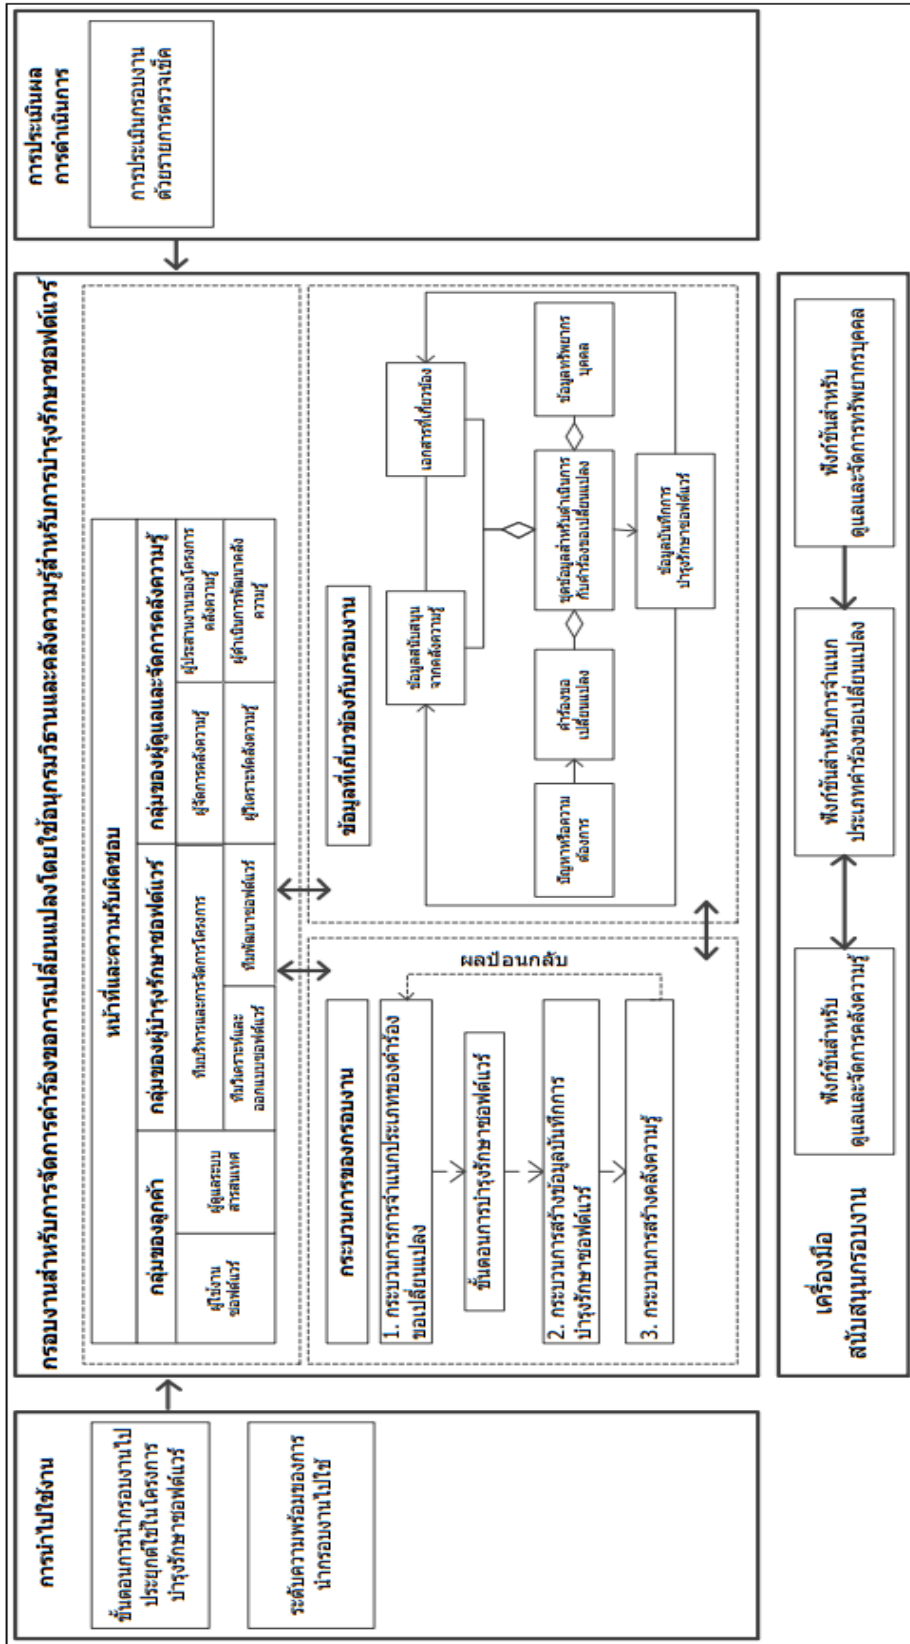 การนำไปใช้งาน
ขั้นตอนการนำกรอบงานไป
ประยุกต์ใช้ในโครงการ
บำรุงรักษาซอฟต์แวร์
ระดับความพร้อมของการ
นำกรอบงานไปใช้
กรอบงานสำหรับการจัดการคำร้องขอการเปลี่ยนแปลงโดยใช้อนุกรมวิธานและคลังความรู้สำหรับการบำรุงรักษาซอฟต์แวร์
หน้าที่และความรับผิดชอบ
กลุ่มของลูกค้า
ผู้ใช้งาน
ซอฟต์แวร์
ผู้ดูแลระบบ
สารสนเทศ
กลุ่มของผู้บำรุงรักษาซอฟต์แวร์
ทีมบริหารและการจัดการโครงการ
ทีมวิเคราะห์และ
ออกแบบซอฟต์แวร์
ทีมพัฒนาซอฟต์แวร์
กลุ่มของผู้ดูแลและจัดการคลังความรู้
ผู้จัดการคลังความรู้
ผู้ประสานงานของโครงการ
คลังความรู้
ผู้วิเคราะห์คลังความรู้
ผู้ดำเนินการพัฒนาคลัง
ความรู้
กระบวนการของกรอบงาน
1. กระบวนการการจำแนกประเภทของคำร้อง
ขอเปลี่ยนแปลง
ขั้นตอนการบำรุงรักษาซอฟต์แวร์
2. กระบวนการสร้างข้อมูลบันทึกการ
บำรุงรักษาซอฟต์แวร์
3. กระบวนการสร้างคลังความรู้
ผลป้อนกลับ
ข้อมูลที่เกี่ยวข้องกับกรอบงาน
ข้อมูลสนับสนุน
จากคลังความรู้
เอกสารที่เกี่ยวข้อง
ปัญหาหรือความ
ต้องการ
คำร้องขอ
เปลี่ยนแปลง
ชุดข้อมูลสำหรับดำเนินการ
กับคำร้องขอเปลี่ยนแปลง
ข้อมูลทรัพยากร
บุคคล
ข้อมูลบันทึกการ
บำรุงรักษาซอฟต์แวร์
การประเมินผล
การดำเนินการ
การประเมินกรอบงาน
ด้วยรายการตรวจเช็ค
เครื่องมือ
สนับสนุนกรอบงาน
ฟังก์ชันสำหรับ
ดูแลและจัดการคลังความรู้
ฟังก์ชันสำหรับการจำแนก
ประเภทคำร้องขอเปลี่ยนแปลง
ฟังก์ชันสำหรับ
ดูแลและจัดการทรัพยากรบุคคล